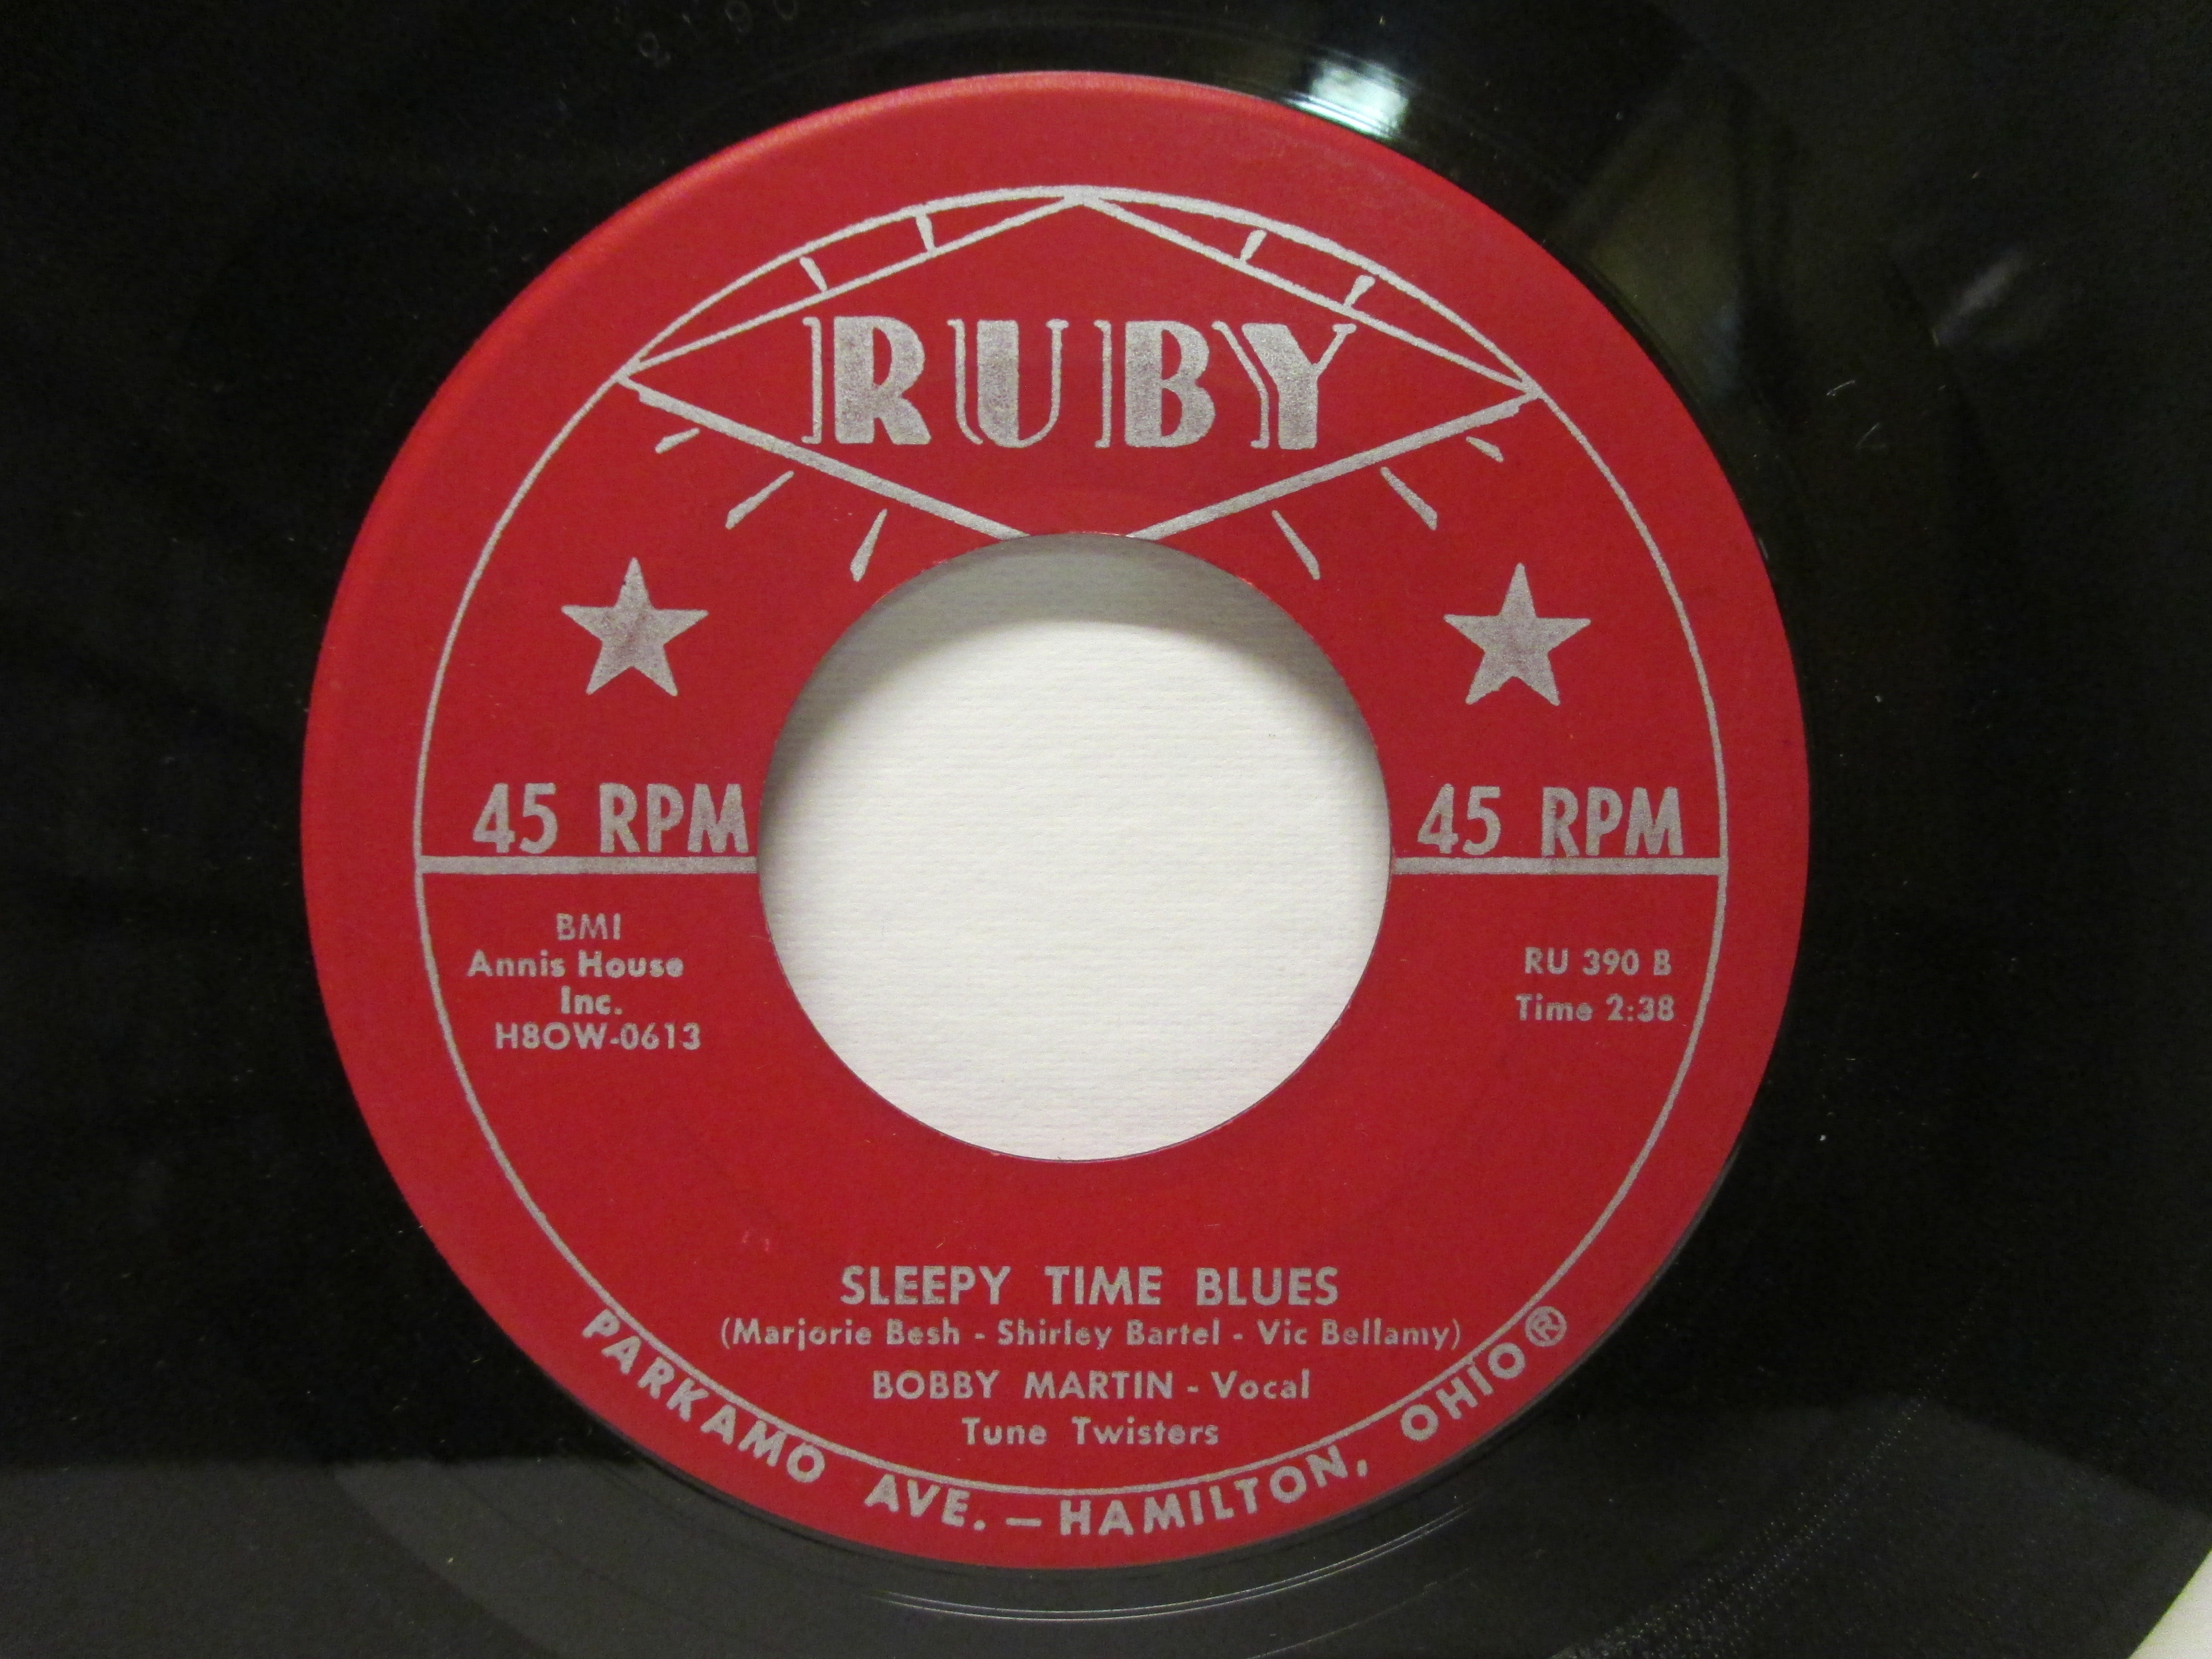 RUBY
45 RPM
45 RPM
BMI
Annis House
Inc.
H8OW-0613
RU 390 B
Time 2:38
SLEEPY TIME BLUES
(Marjorie Besh - Shirley Bartel - Vic Bellamy)
BOBBY MARTIN - Vocal
Tune Twisters
PARKAMO AVE. — HAMILTON, OHIO®